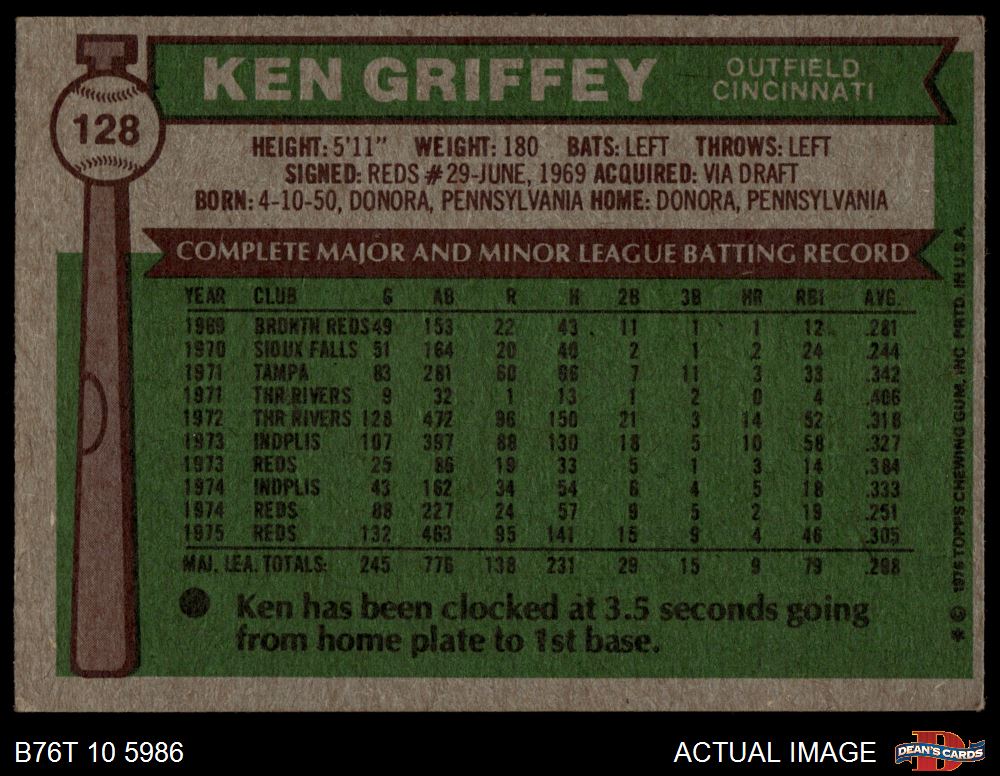 KEN GRIFFEY OUTFIELD CINCINNATI
128
HEIGHT: 5'11" WEIGHT: 180 BATS: LEFT THROWS: LEFT
SIGNED: REDS #29-JUNE, 1969 ACQUIRED: VIA DRAFT
BORN: 4-10-50, DONORA, PENNSYLVANIA HOME: DONORA, PENNSYLVANIA
COMPLETE MAJOR AND MINOR LEAGUE BATTING RECORD
YEAR CLUB G AB R H 2B 3B HR RBI AVG.
1969 BRDNTN REDS 49 153 22 43 11 1 1 12 .281
1970 SIOUX FALLS 51 164 20 40 2 1 2 24 .244
1971 TAMPA 83 281 60 96 7 11 3 33 .342
1971 THR RIVERS 9 32 1 13 1 2 0 4 .406
1972 THR RIVERS 128 472 96 150 21 3 14 52 .318
1973 INDPLIS 107 397 88 130 18 5 10 58 .327
1973 REDS 25 86 19 33 5 1 3 14 .384
1974 INDPLIS 43 162 34 54 6 4 5 18 .333
1974 REDS 88 227 24 57 9 5 2 19 .251
1975 REDS 132 463 95 141 15 9 4 46 .305
MAJ. LEA. TOTALS: 245 776 138 231 29 15 9 79 .298
Ken has been clocked at 3.5 seconds going
from home plate to 1st base.
* © 1976 TOPPS CHEWING GUM, INC PRTD. IN U.S.A.
B76T 10 5986 ACTUAL IMAGE DEAN'S CARDS